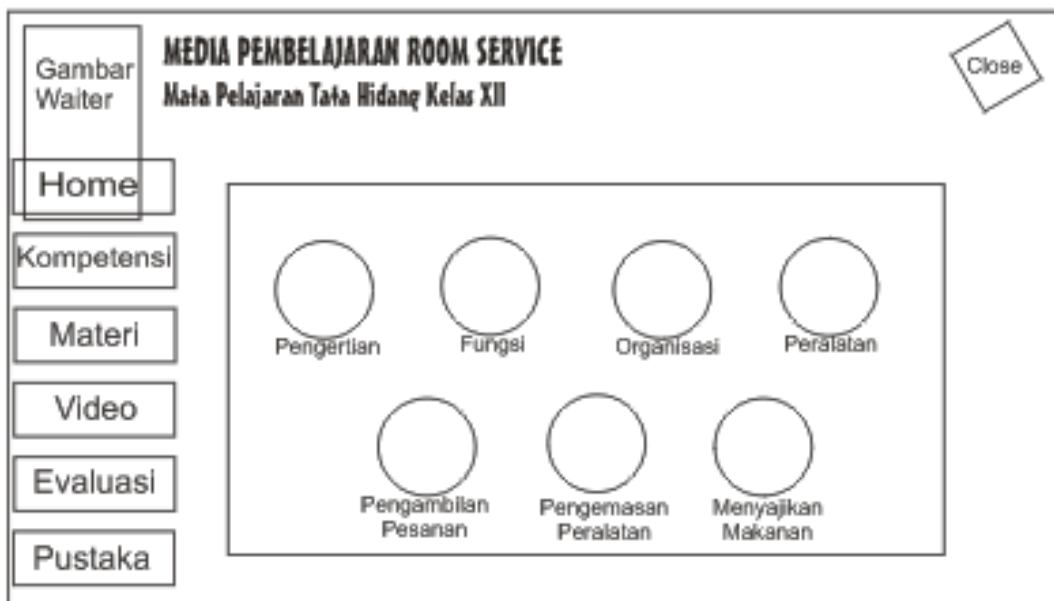 Gambar
Waiter
MEDIA PEMBELAJARAN ROOM SERVICE
Mata Pelajaran Tata Hidang Kelas XII
Close
Home
Kompetensi
Materi
Video
Evaluasi
Pustaka
Pengertian
Fungsi
Organisasi
Peralatan
Pengambilan
Pesanan
Pengemasan
Peralatan
Menyajikan
Makanan